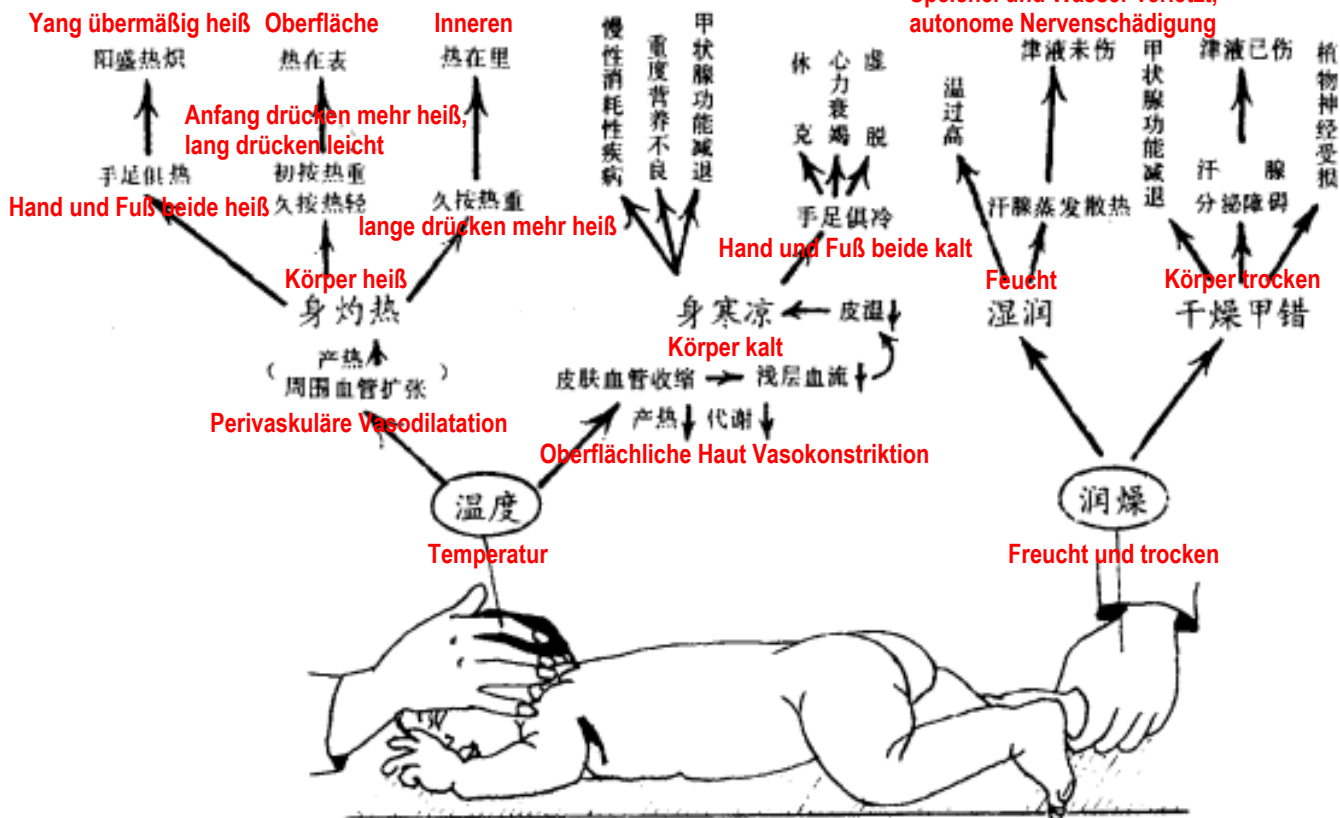 Speichel und Wasser verletzt,
autonome Nervenschädigung
Yang übermäßig heiß
Oberfläche
Inneren
阳盛热炽
热在表
热在里
慢性消耗性疾病
重度营养不良
甲状腺功能减退
休克
心力衰竭
虚脱
温过高
津液未伤
甲状腺功能减退
津液已伤
植物神经受损
Anfang drücken mehr heiß,
lang drücken leicht
手足俱热
初按热重
久按热轻
久按热重
Hand und Fuß beide heiß
lange drücken mehr heiß
手足俱冷
Hand und Fuß beide kalt
汗腺蒸发散热
汗腺
分泌障碍
Körper heiß
身灼热
身寒凉
皮温
Körper kalt
Feucht
湿润
Körper trocken
干燥甲错
(产热
周围血管扩张)
Perivaskuläre Vasodilatation
皮肤血管收缩
浅层血流
产热
代谢
Oberflächliche Haut Vasokonstriktion
温度
Temperatur
润燥
Freucht und trocken